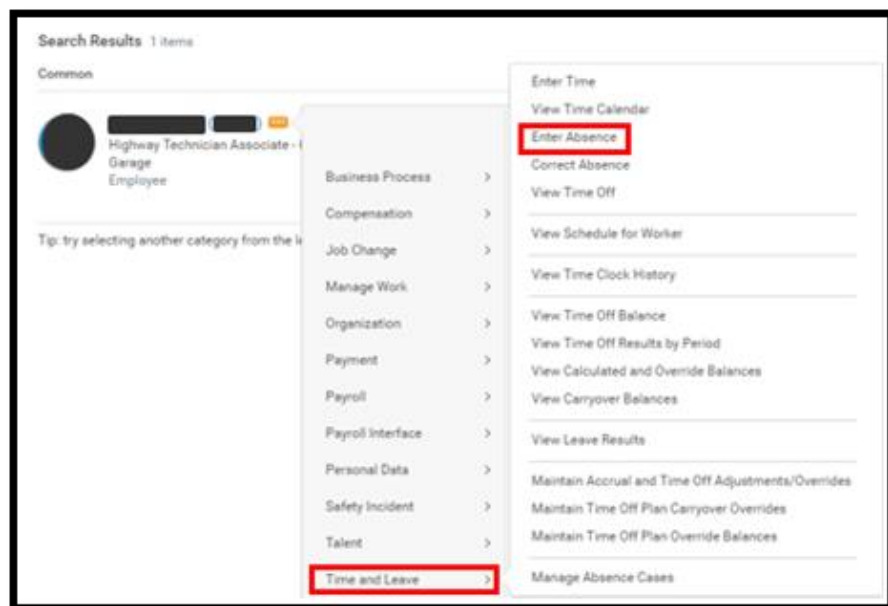 Search Results 1 items
Common
Highway Technician Associate -
Garage
Employee
Tip: try selecting another category from the
Business Process
Compensation
Job Change
Manage Work
Organization
Payment
Payroll
Payroll Interface
Personal Data
Safety Incident
Talent
Time and Leave
Enter Time
View Time Calendar
Enter Absence
Correct Absence
View Time Off
View Schedule for Worker
View Time Clock History
View Time Off Balance
View Time Off Results by Period
View Calculated and Override Balances
View Carryover Balances
View Leave Results
Maintain Accrual and Time Off Adjustments/Overrides
Maintain Time Off Plan Carryover Overrides
Maintain Time Off Plan Override Balances
Manage Absence Cases